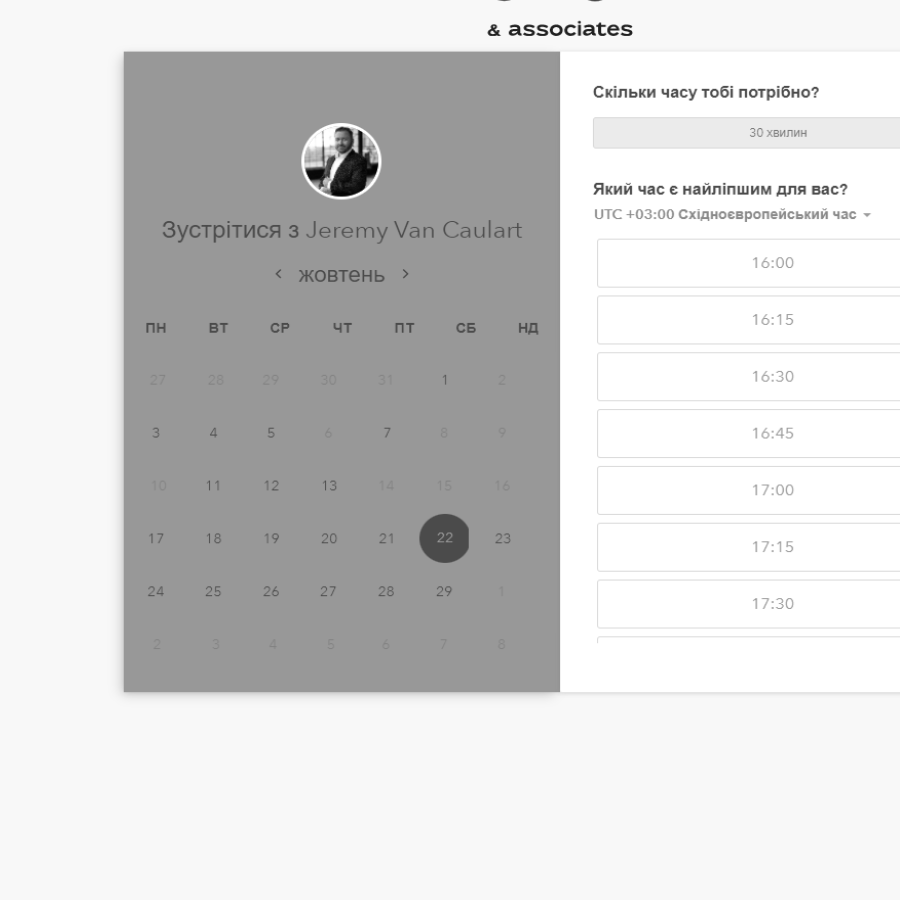 & associates
Зустрітися з Jeremy Van Caulart
жовтень
ПН ВТ СР ЧТ ПТ СБ НД
27 28 29 30 31 1 2
3 4 5 6 7 8 9
10 11 12 13 14 15 16
17 18 19 20 21 22 23
24 25 26 27 28 29 1
2 3 4 5 6 7 8
Скільки часу тобі потрібно?
30 хвилин
Який час є найліпшим для вас?
UTC +03:00 Східноєвропейський час
16:00
16:15
16:30
16:45
17:00
17:15
17:30